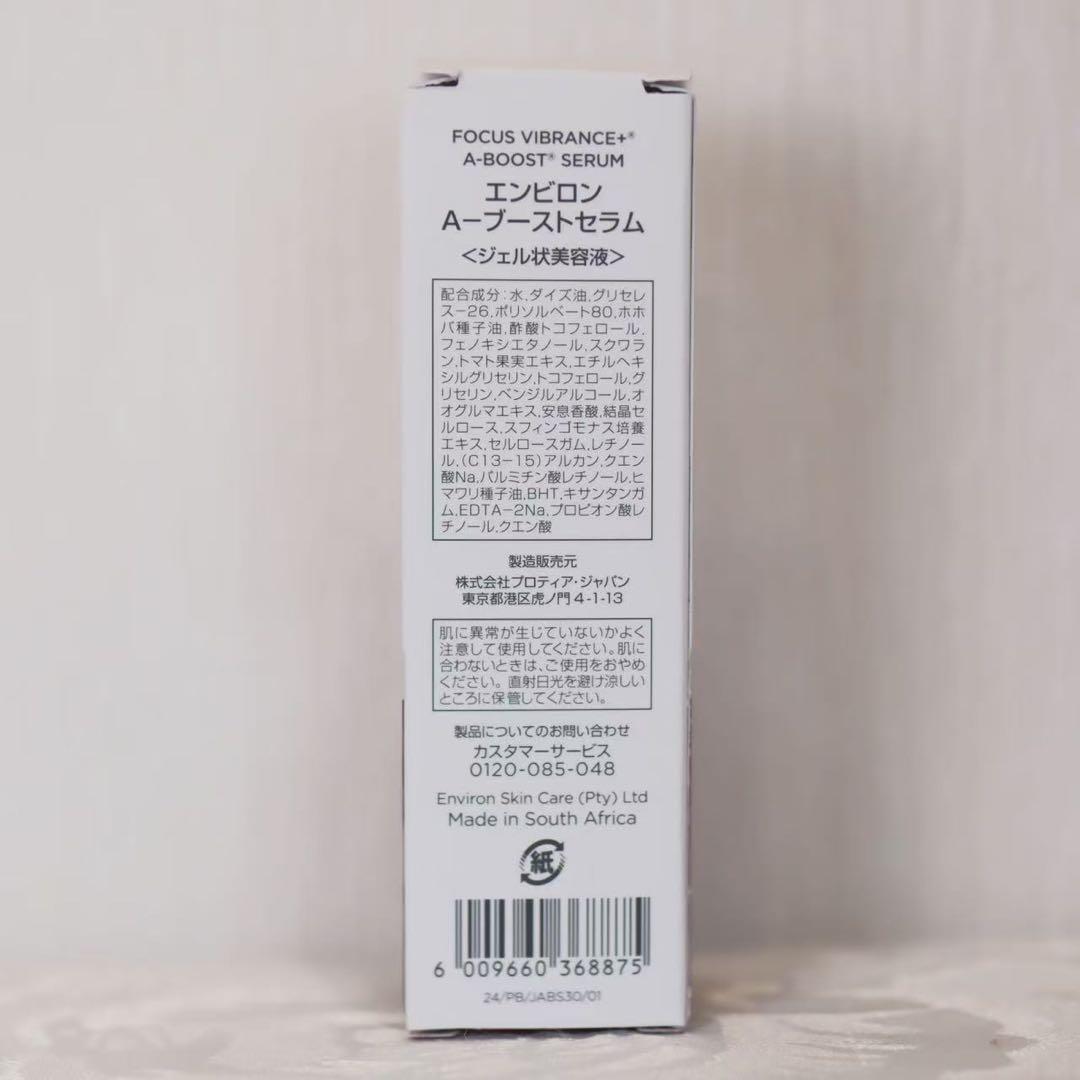 FOCUS VIBRANCE+®
A-BOOST® SERUM
エンビロン
A−ブーストセラム
<ジェル状美容液>
配合成分：水,ダイズ油,グリセレ
ス−26,ポリソルベート80,ホホ
バ種子油,酢酸トコフェロール,
フェノキシエタノール,スクワラ
ン,トマト果実エキス,エチルヘキ
シルグリセリン,トコフェロール,グ
リセリン,ベンジルアルコール,オ
オグルマエキス,安息香酸,結晶セ
ルロース,スフィンゴモナス培養
エキス,セルロースガム,レチノー
ル,(C13−15)アルカン,クエン
酸Na,パルミチン酸レチノール,ヒ
マワリ種子油,BHT,キサンタンガ
ム,EDTA−2Na,プロピオン酸レ
チノール,クエン酸
製造販売元
株式会社プロティア・ジャパン
東京都港区虎ノ門4-1-13
肌に異常が生じていないかよく
注意して使用してください。肌に
合わないときは、ご使用をおやめ
ください。直射日光を避け涼しい
ところに保管してください。
製品についてのお問い合わせ
カスタマーサービス
0120-085-048
Environ Skin Care (Pty) Ltd
Made in South Africa
紙
6 009660 368875
24/PB/JABS30/01